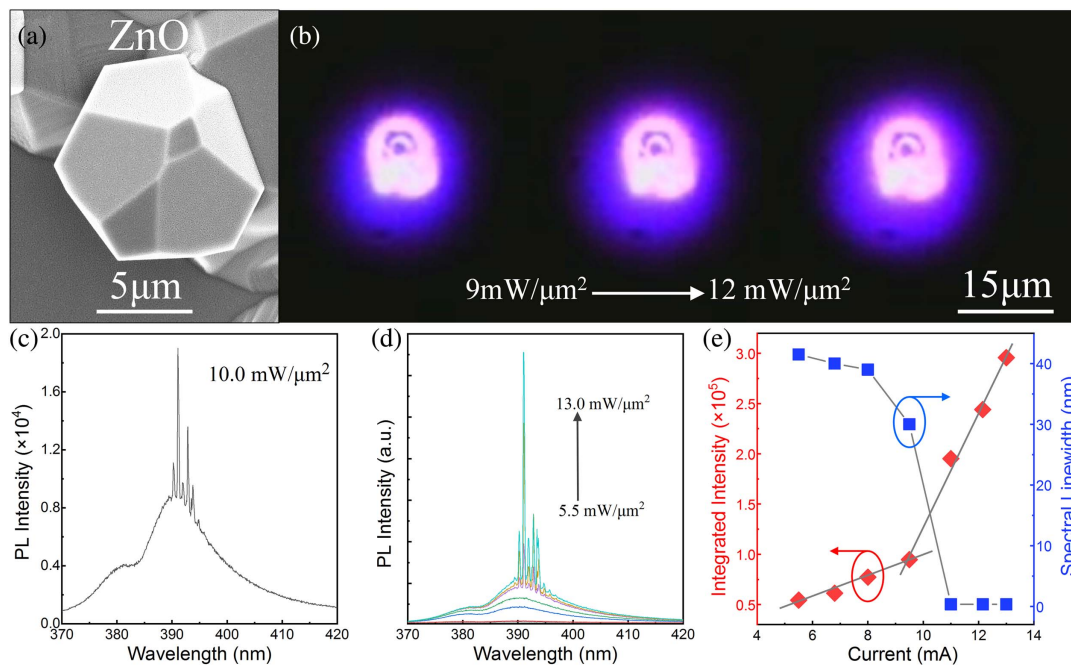 (a)
ZnO
5μm
(b)
9mW/μm²
12 mW/μm²
15μm
(c)
10.0 mW/μm²
PL Intensity (×10⁴)
2.0
1.6
1.2
0.8
0.4
0.0
370 380 390 400 410 420
Wavelength (nm)
(d)
13.0 mW/μm²
5.5 mW/μm²
PL Intensity (a.u.)
370 380 390 400 410 420
Wavelength (nm)
(e)
Integrated Intensity (×10⁵)
3.0
2.5
2.0
1.5
1.0
0.5
40
30
20
10
0
Spectral Linewidth (nm)
4 6 8 10 12 14
Current (mA)